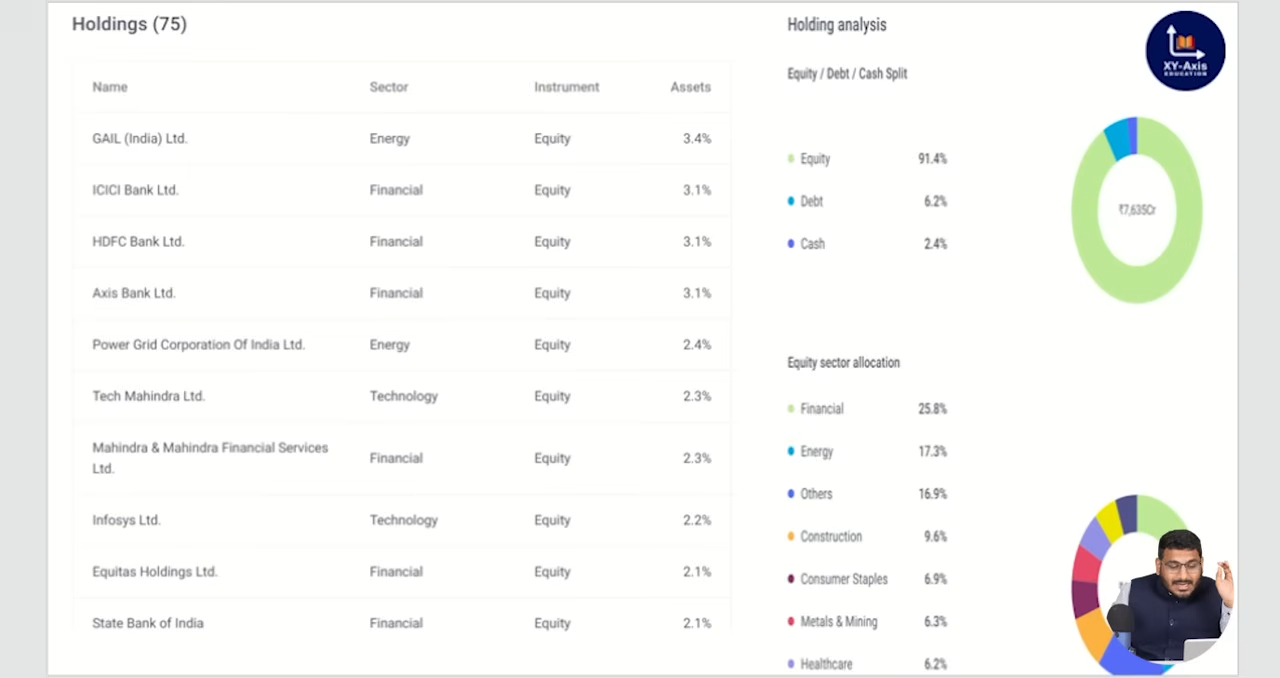 Holdings (75)
Name Sector Instrument Assets
GAIL (India) Ltd. Energy Equity 3.4%
ICICI Bank Ltd. Financial Equity 3.1%
HDFC Bank Ltd. Financial Equity 3.1%
Axis Bank Ltd. Financial Equity 3.1%
Power Grid Corporation Of India Ltd. Energy Equity 2.4%
Tech Mahindra Ltd. Technology Equity 2.3%
Mahindra & Mahindra Financial Services
Ltd. Financial Equity 2.3%
Infosys Ltd. Technology Equity 2.2%
Equitas Holdings Ltd. Financial Equity 2.1%
State Bank of India Financial Equity 2.1%
Holding analysis
Equity / Debt / Cash Split
Equity 91.4%
Debt 6.2%
Cash 2.4%
₹7,635Cr
Equity sector allocation
Financial 25.8%
Energy 17.3%
Others 16.9%
Construction 9.6%
Consumer Staples 6.9%
Metals & Mining 6.3%
Healthcare 6.2%
XY-Axis
EDUCATION